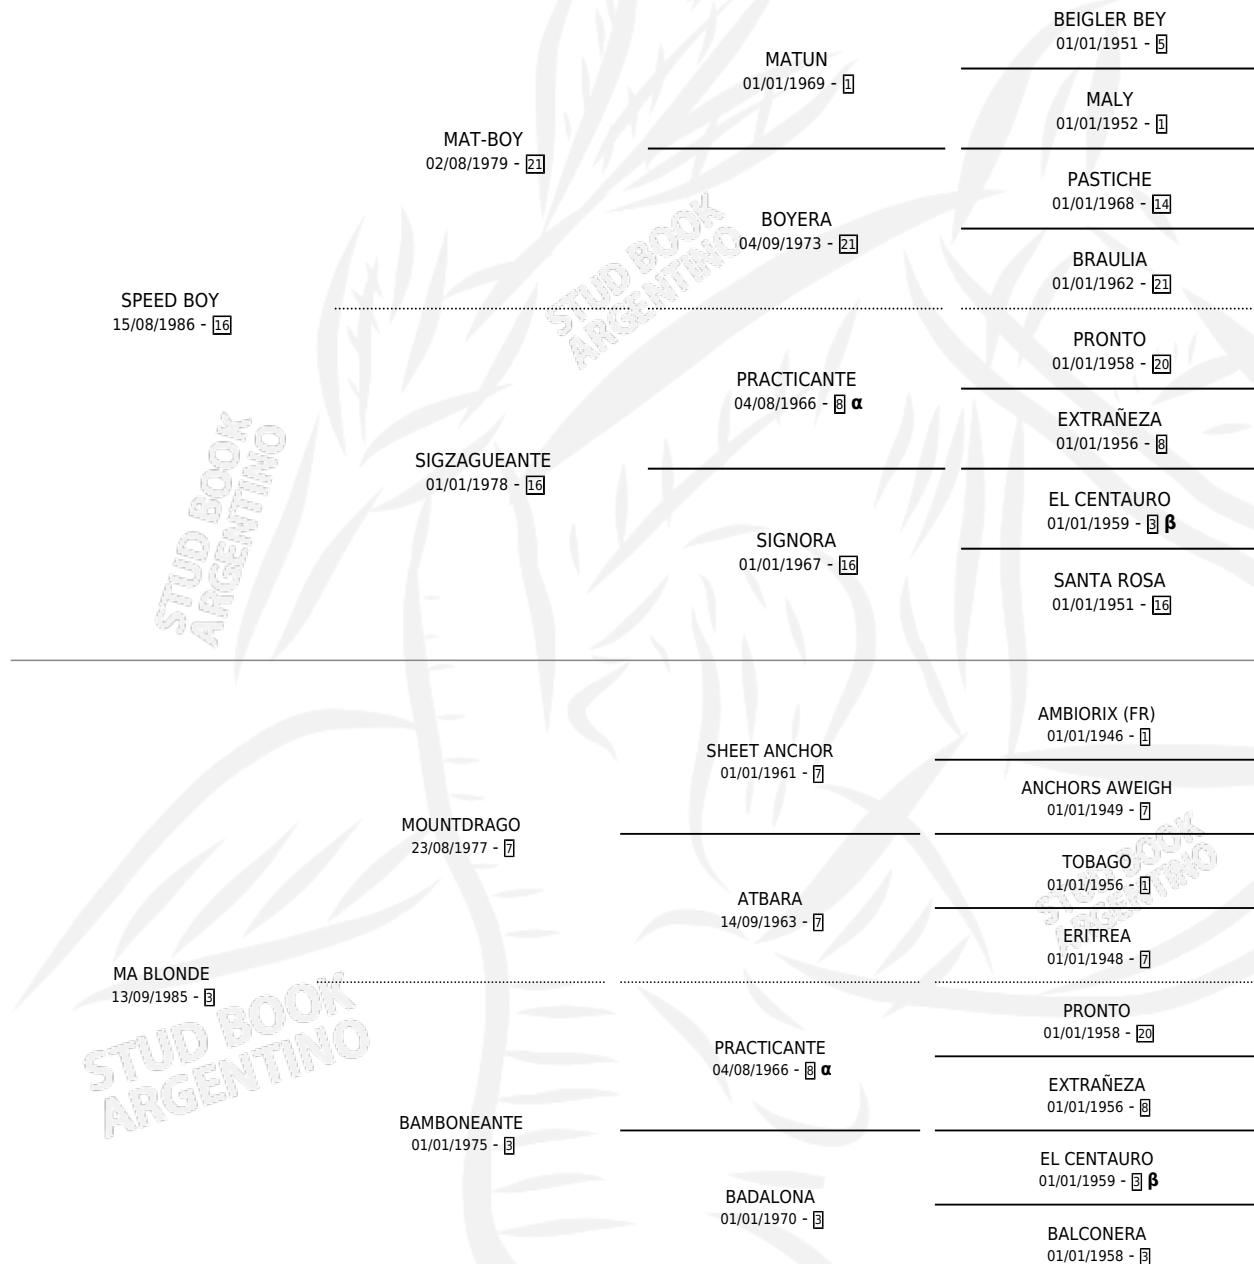 BEIGLER BEY
01/01/1951 - 5
MATUN
01/01/1969 - 1
MALY
01/01/1952 - 1
MAT-BOY
02/08/1979 - 21
PASTICHE
01/01/1968 - 14
BOYERA
04/09/1973 - 21
BRAULIA
01/01/1962 - 21
SPEED BOY
15/08/1986 - 16
PRONTO
01/01/1958 - 20
PRACTICANTE
04/08/1966 - 8 α
EXTRAÑEZA
01/01/1956 - 8
SIGZAGUEANTE
01/01/1978 - 16
EL CENTAURO
01/01/1959 - 3 β
SIGNORA
01/01/1967 - 16
SANTA ROSA
01/01/1951 - 16
STUD BOOK
ARGENTINO
STUD BOOK
ARGENTINO
AMBIORIX (FR)
01/01/1946 - 1
SHEET ANCHOR
01/01/1961 - 7
ANCHORS AWEIGH
01/01/1949 - 7
MOUNTDRAGO
23/08/1977 - 7
TOBAGO
01/01/1956 - 1
ATBARA
14/09/1963 - 7
ERITREA
01/01/1948 - 7
MA BLONDE
13/09/1985 - 3
PRONTO
01/01/1958 - 20
PRACTICANTE
04/08/1966 - 8 α
EXTRAÑEZA
01/01/1956 - 8
BAMBONEANTE
01/01/1975 - 3
EL CENTAURO
01/01/1959 - 3 β
BADALONA
01/01/1970 - 3
BALCONERA
01/01/1958 - 3
STUD BOOK
ARGENTINO
STUD BOOK
ARGENTINO